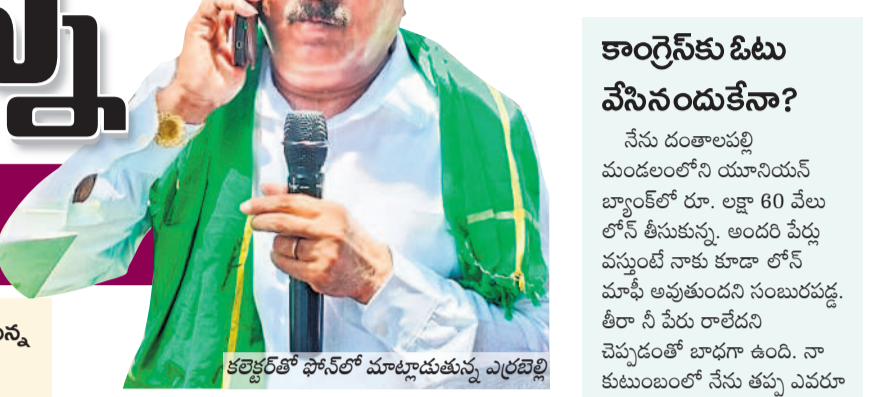 కలెక్టర్‌తో ఫోన్‌లో మాట్లాడుతున్న ఎర్రబెల్లి
కాంగ్రెస్‌కు ఓటు
వేసినందుకేనా?
నేను దంతాలపల్లి
మండలంలోని యూనియన్
బ్యాంక్‌లో రూ. లక్షా 60 వేలు
లోన్ తీసుకున్న. అందరి పేర్లు
వస్తుంటే నాకు కూడా లోన్
మాఫీ అవుతుందని సంబురపడ్డ.
తీరా నీ పేరు రాలేదని
చెప్పడంతో బాధగా ఉంది. నా
కుటుంబంలో నేను తప్ప ఎవరూ